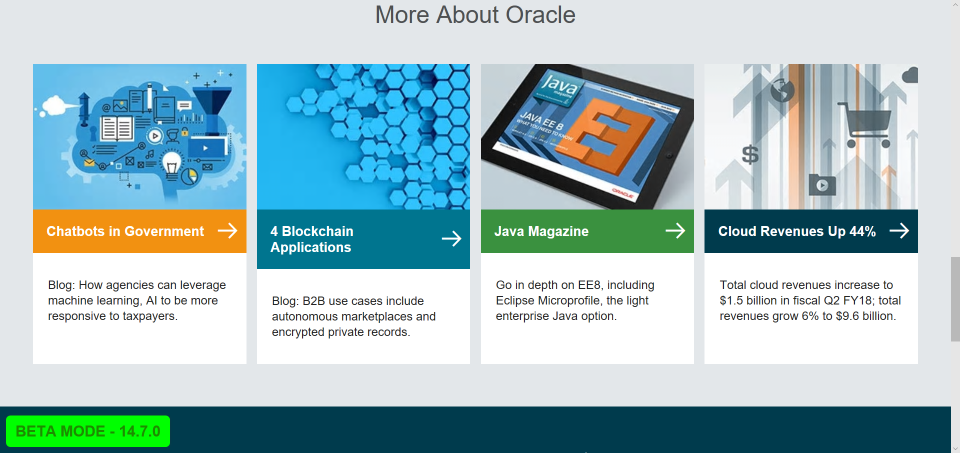 More About Oracle
Java
JAVA EE 8
WHAT YOU NEED TO KNOW
ORACLE
$
Chatbots in Government
4 Blockchain
Applications
Java Magazine
Cloud Revenues Up 44%
Blog: How agencies can leverage
machine learning, AI to be more
responsive to taxpayers.
Blog: B2B use cases include
autonomous marketplaces and
encrypted private records.
Go in depth on EE8, including
Eclipse Microprofile, the light
enterprise Java option.
Total cloud revenues increase to
$1.5 billion in fiscal Q2 FY18; total
revenues grow 6% to $9.6 billion.
BETA MODE - 14.7.0